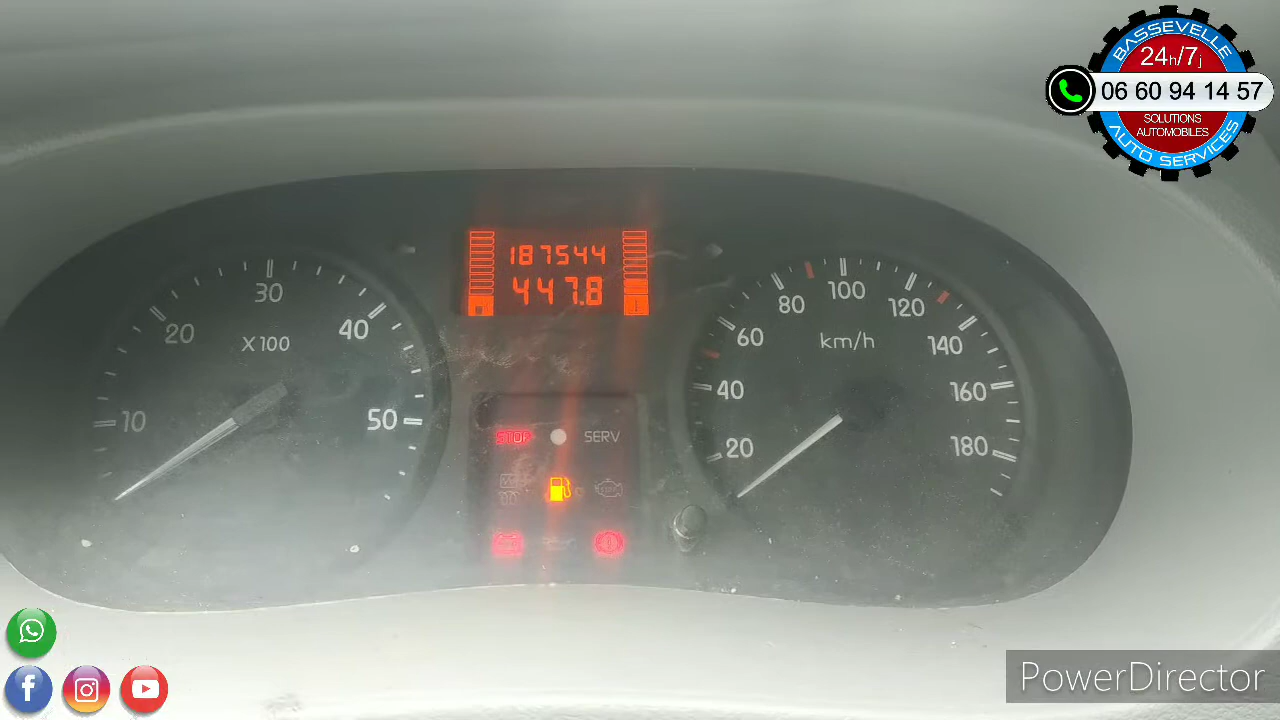 BASSEVELLE
24h/7j
06 60 94 14 57
SOLUTIONS
AUTOMOBILES
AUTO SERVICES
187544
447.8
10
20
30
40
50
X100
20
40
60
80
100
120
140
160
180
km/h
STOP
SERV
PowerDirector